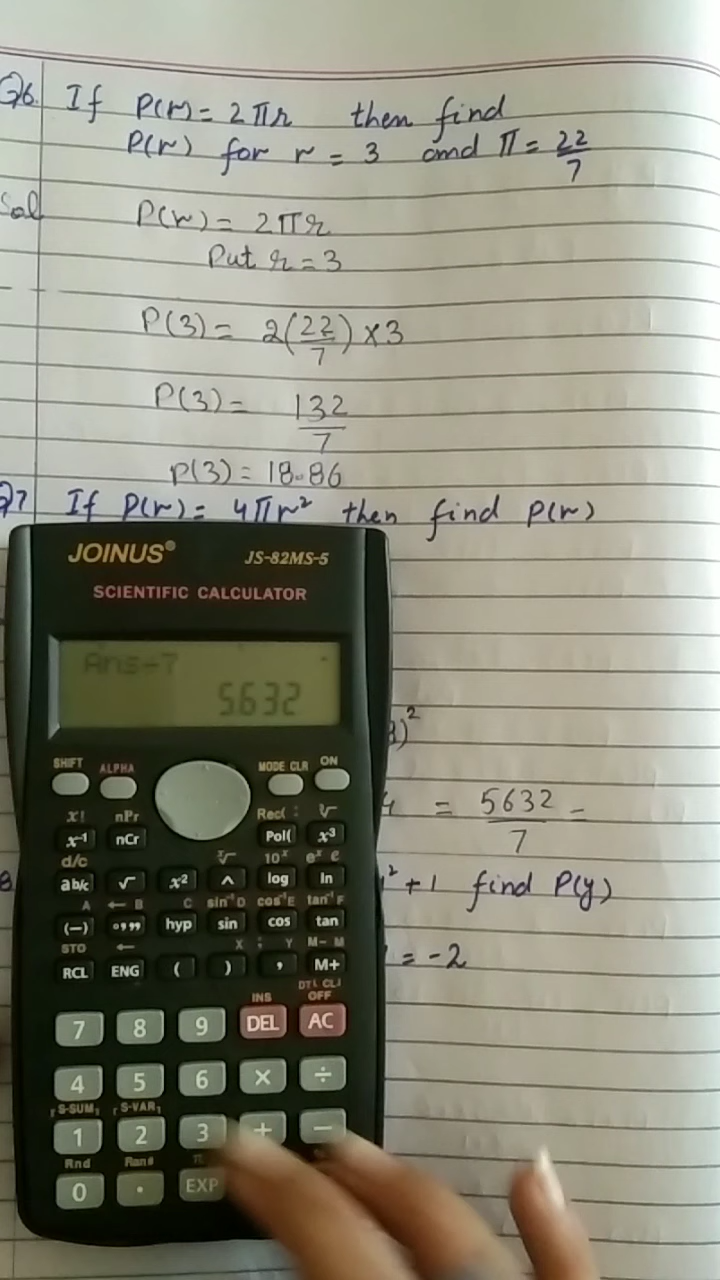 Q6. If P(r) = 2πr then find
P(r) for r = 3 and π = 22/7
Sol P(r) = 2πr
Put r = 3
P(3) = 2(22/7) × 3
P(3) = 132/7
P(3) = 18.86
Q7 If P(r) = 4πr² then find P(r)
JOINUS® JS-82MS-5
SCIENTIFIC CALCULATOR
Ans÷7
5632
)²
= 5632/7 =
² + 1 find P(y)
= -2
SHIFT ALPHA MODE CLR ON
x! nPr Rec( : ³√
x⁻¹ nCr Pol( x³
d/c ˣ√ 10ˣ eˣ e
ab/c √ x² ^ log ln
A ← B C sin⁻¹ D cos⁻¹ E tan⁻¹ F
(−) °’’’ hyp sin cos tan
STO ← X ; Y M− M
RCL ENG ( ) , M+
INS OFF
7 8 9 DEL AC
4 5 6 × ÷
S-SUM S-VAR
1 2 3 + −
Rnd Ran# π
0 · EXP